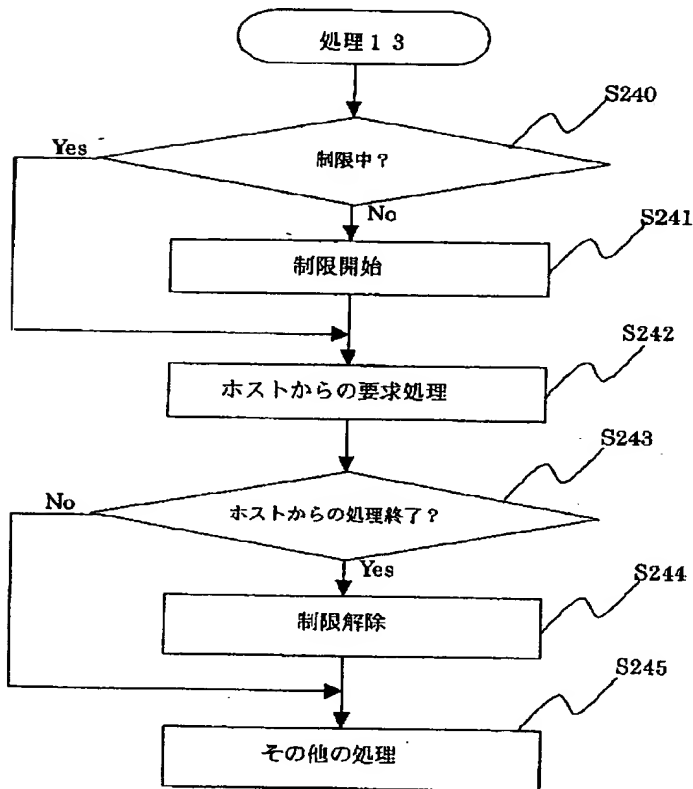 処理１３
S240
Yes
制限中？
No
S241
制限開始
S242
ホストからの要求処理
S243
No
ホストからの処理終了？
Yes
S244
制限解除
S245
その他の処理